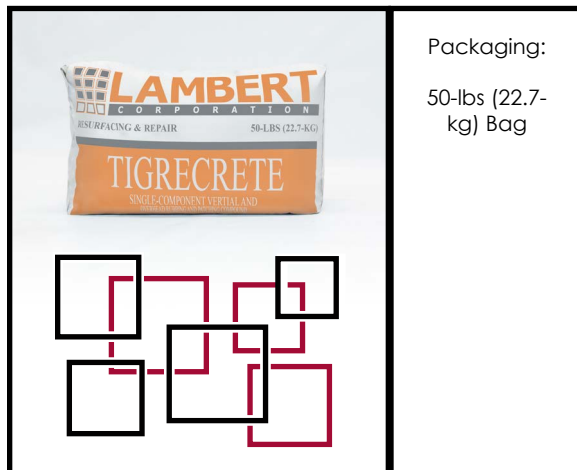 LAMBERT
CORPORATION
RESURFACING & REPAIR 50-LBS (22.7-KG)
TIGRECRETE
SINGLE-COMPONENT VERTIAL AND
Packaging:
50-lbs (22.7-
kg) Bag